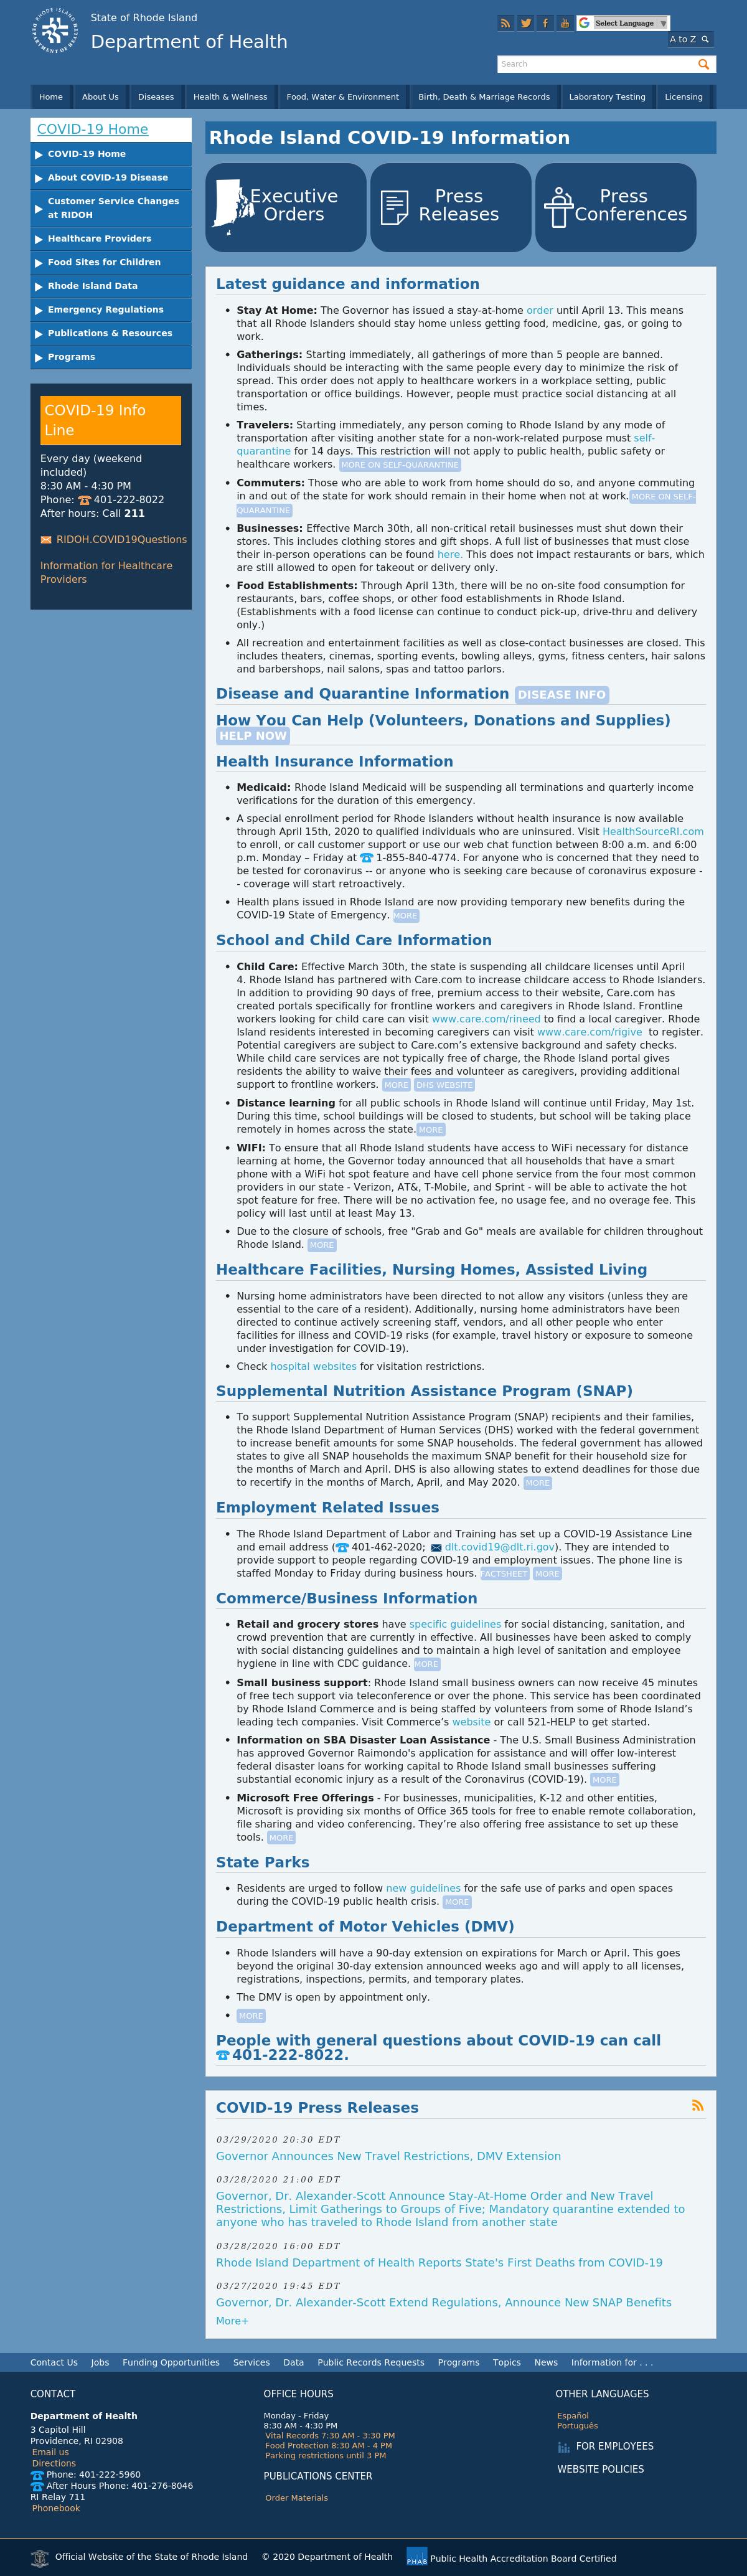 State of Rhode Island
Department of Health
Select Language
A to Z
Search
Home
About Us
Diseases
Health & Wellness
Food, Water & Environment
Birth, Death & Marriage Records
Laboratory Testing
Licensing
COVID-19 Home
COVID-19 Home
About COVID-19 Disease
Customer Service Changes
at RIDOH
Healthcare Providers
Food Sites for Children
Rhode Island Data
Emergency Regulations
Publications & Resources
Programs
COVID-19 Info
Line
Every day (weekend
included)
8:30 AM - 4:30 PM
Phone: 401-222-8022
After hours: Call 211
RIDOH.COVID19Questions
Information for Healthcare
Providers
Rhode Island COVID-19 Information
Executive
Orders
Press
Releases
Press
Conferences
Latest guidance and information
Stay At Home: The Governor has issued a stay-at-home order until April 13. This means
that all Rhode Islanders should stay home unless getting food, medicine, gas, or going to
work.
Gatherings: Starting immediately, all gatherings of more than 5 people are banned.
Individuals should be interacting with the same people every day to minimize the risk of
spread. This order does not apply to healthcare workers in a workplace setting, public
transportation or office buildings. However, people must practice social distancing at all
times.
Travelers: Starting immediately, any person coming to Rhode Island by any mode of
transportation after visiting another state for a non-work-related purpose must self-
quarantine for 14 days. This restriction will not apply to public health, public safety or
healthcare workers. MORE ON SELF-QUARANTINE
Commuters: Those who are able to work from home should do so, and anyone commuting
in and out of the state for work should remain in their home when not at work. MORE ON SELF-
QUARANTINE
Businesses: Effective March 30th, all non-critical retail businesses must shut down their
stores. This includes clothing stores and gift shops. A full list of businesses that must close
their in-person operations can be found here. This does not impact restaurants or bars, which
are still allowed to open for takeout or delivery only.
Food Establishments: Through April 13th, there will be no on-site food consumption for
restaurants, bars, coffee shops, or other food establishments in Rhode Island.
(Establishments with a food license can continue to conduct pick-up, drive-thru and delivery
only.)
All recreation and entertainment facilities as well as close-contact businesses are closed. This
includes theaters, cinemas, sporting events, bowling alleys, gyms, fitness centers, hair salons
and barbershops, nail salons, spas and tattoo parlors.
Disease and Quarantine Information DISEASE INFO
How You Can Help (Volunteers, Donations and Supplies)
HELP NOW
Health Insurance Information
Medicaid: Rhode Island Medicaid will be suspending all terminations and quarterly income
verifications for the duration of this emergency.
A special enrollment period for Rhode Islanders without health insurance is now available
through April 15th, 2020 to qualified individuals who are uninsured. Visit HealthSourceRI.com
to enroll, or call customer support or use our web chat function between 8:00 a.m. and 6:00
p.m. Monday – Friday at 1-855-840-4774. For anyone who is concerned that they need to
be tested for coronavirus -- or anyone who is seeking care because of coronavirus exposure -
- coverage will start retroactively.
Health plans issued in Rhode Island are now providing temporary new benefits during the
COVID-19 State of Emergency. MORE
School and Child Care Information
Child Care: Effective March 30th, the state is suspending all childcare licenses until April
4. Rhode Island has partnered with Care.com to increase childcare access to Rhode Islanders.
In addition to providing 90 days of free, premium access to their website, Care.com has
created portals specifically for frontline workers and caregivers in Rhode Island. Frontline
workers looking for child care can visit www.care.com/rineed to find a local caregiver. Rhode
Island residents interested in becoming caregivers can visit www.care.com/rigive to register.
Potential caregivers are subject to Care.com’s extensive background and safety checks.
While child care services are not typically free of charge, the Rhode Island portal gives
residents the ability to waive their fees and volunteer as caregivers, providing additional
support to frontline workers. MORE DHS WEBSITE
Distance learning for all public schools in Rhode Island will continue until Friday, May 1st.
During this time, school buildings will be closed to students, but school will be taking place
remotely in homes across the state. MORE
WIFI: To ensure that all Rhode Island students have access to WiFi necessary for distance
learning at home, the Governor today announced that all households that have a smart
phone with a WiFi hot spot feature and have cell phone service from the four most common
providers in our state - Verizon, AT&, T-Mobile, and Sprint - will be able to activate the hot
spot feature for free. There will be no activation fee, no usage fee, and no overage fee. This
policy will last until at least May 13.
Due to the closure of schools, free "Grab and Go" meals are available for children throughout
Rhode Island. MORE
Healthcare Facilities, Nursing Homes, Assisted Living
Nursing home administrators have been directed to not allow any visitors (unless they are
essential to the care of a resident). Additionally, nursing home administrators have been
directed to continue actively screening staff, vendors, and all other people who enter
facilities for illness and COVID-19 risks (for example, travel history or exposure to someone
under investigation for COVID-19).
Check hospital websites for visitation restrictions.
Supplemental Nutrition Assistance Program (SNAP)
To support Supplemental Nutrition Assistance Program (SNAP) recipients and their families,
the Rhode Island Department of Human Services (DHS) worked with the federal government
to increase benefit amounts for some SNAP households. The federal government has allowed
states to give all SNAP households the maximum SNAP benefit for their household size for
the months of March and April. DHS is also allowing states to extend deadlines for those due
to recertify in the months of March, April, and May 2020. MORE
Employment Related Issues
The Rhode Island Department of Labor and Training has set up a COVID-19 Assistance Line
and email address (401-462-2020; dlt.covid19@dlt.ri.gov). They are intended to
provide support to people regarding COVID-19 and employment issues. The phone line is
staffed Monday to Friday during business hours. FACTSHEET MORE
Commerce/Business Information
Retail and grocery stores have specific guidelines for social distancing, sanitation, and
crowd prevention that are currently in effective. All businesses have been asked to comply
with social distancing guidelines and to maintain a high level of sanitation and employee
hygiene in line with CDC guidance. MORE
Small business support: Rhode Island small business owners can now receive 45 minutes
of free tech support via teleconference or over the phone. This service has been coordinated
by Rhode Island Commerce and is being staffed by volunteers from some of Rhode Island’s
leading tech companies. Visit Commerce’s website or call 521-HELP to get started.
Information on SBA Disaster Loan Assistance - The U.S. Small Business Administration
has approved Governor Raimondo's application for assistance and will offer low-interest
federal disaster loans for working capital to Rhode Island small businesses suffering
substantial economic injury as a result of the Coronavirus (COVID-19). MORE
Microsoft Free Offerings - For businesses, municipalities, K-12 and other entities,
Microsoft is providing six months of Office 365 tools for free to enable remote collaboration,
file sharing and video conferencing. They’re also offering free assistance to set up these
tools. MORE
State Parks
Residents are urged to follow new guidelines for the safe use of parks and open spaces
during the COVID-19 public health crisis. MORE
Department of Motor Vehicles (DMV)
Rhode Islanders will have a 90-day extension on expirations for March or April. This goes
beyond the original 30-day extension announced weeks ago and will apply to all licenses,
registrations, inspections, permits, and temporary plates.
The DMV is open by appointment only.
MORE
People with general questions about COVID-19 can call
401-222-8022.
COVID-19 Press Releases
03/29/2020 20:30 EDT
Governor Announces New Travel Restrictions, DMV Extension
03/28/2020 21:00 EDT
Governor, Dr. Alexander-Scott Announce Stay-At-Home Order and New Travel
Restrictions, Limit Gatherings to Groups of Five; Mandatory quarantine extended to
anyone who has traveled to Rhode Island from another state
03/28/2020 16:00 EDT
Rhode Island Department of Health Reports State's First Deaths from COVID-19
03/27/2020 19:45 EDT
Governor, Dr. Alexander-Scott Extend Regulations, Announce New SNAP Benefits
More+
Contact Us
Jobs
Funding Opportunities
Services
Data
Public Records Requests
Programs
Topics
News
Information for . . .
CONTACT
Department of Health
3 Capitol Hill
Providence, RI 02908
Email us
Directions
Phone: 401-222-5960
After Hours Phone: 401-276-8046
RI Relay 711
Phonebook
OFFICE HOURS
Monday - Friday
8:30 AM - 4:30 PM
Vital Records 7:30 AM - 3:30 PM
Food Protection 8:30 AM - 4 PM
Parking restrictions until 3 PM
PUBLICATIONS CENTER
Order Materials
OTHER LANGUAGES
Español
Português
FOR EMPLOYEES
WEBSITE POLICIES
Official Website of the State of Rhode Island
© 2020 Department of Health
PHAB
Public Health Accreditation Board Certified